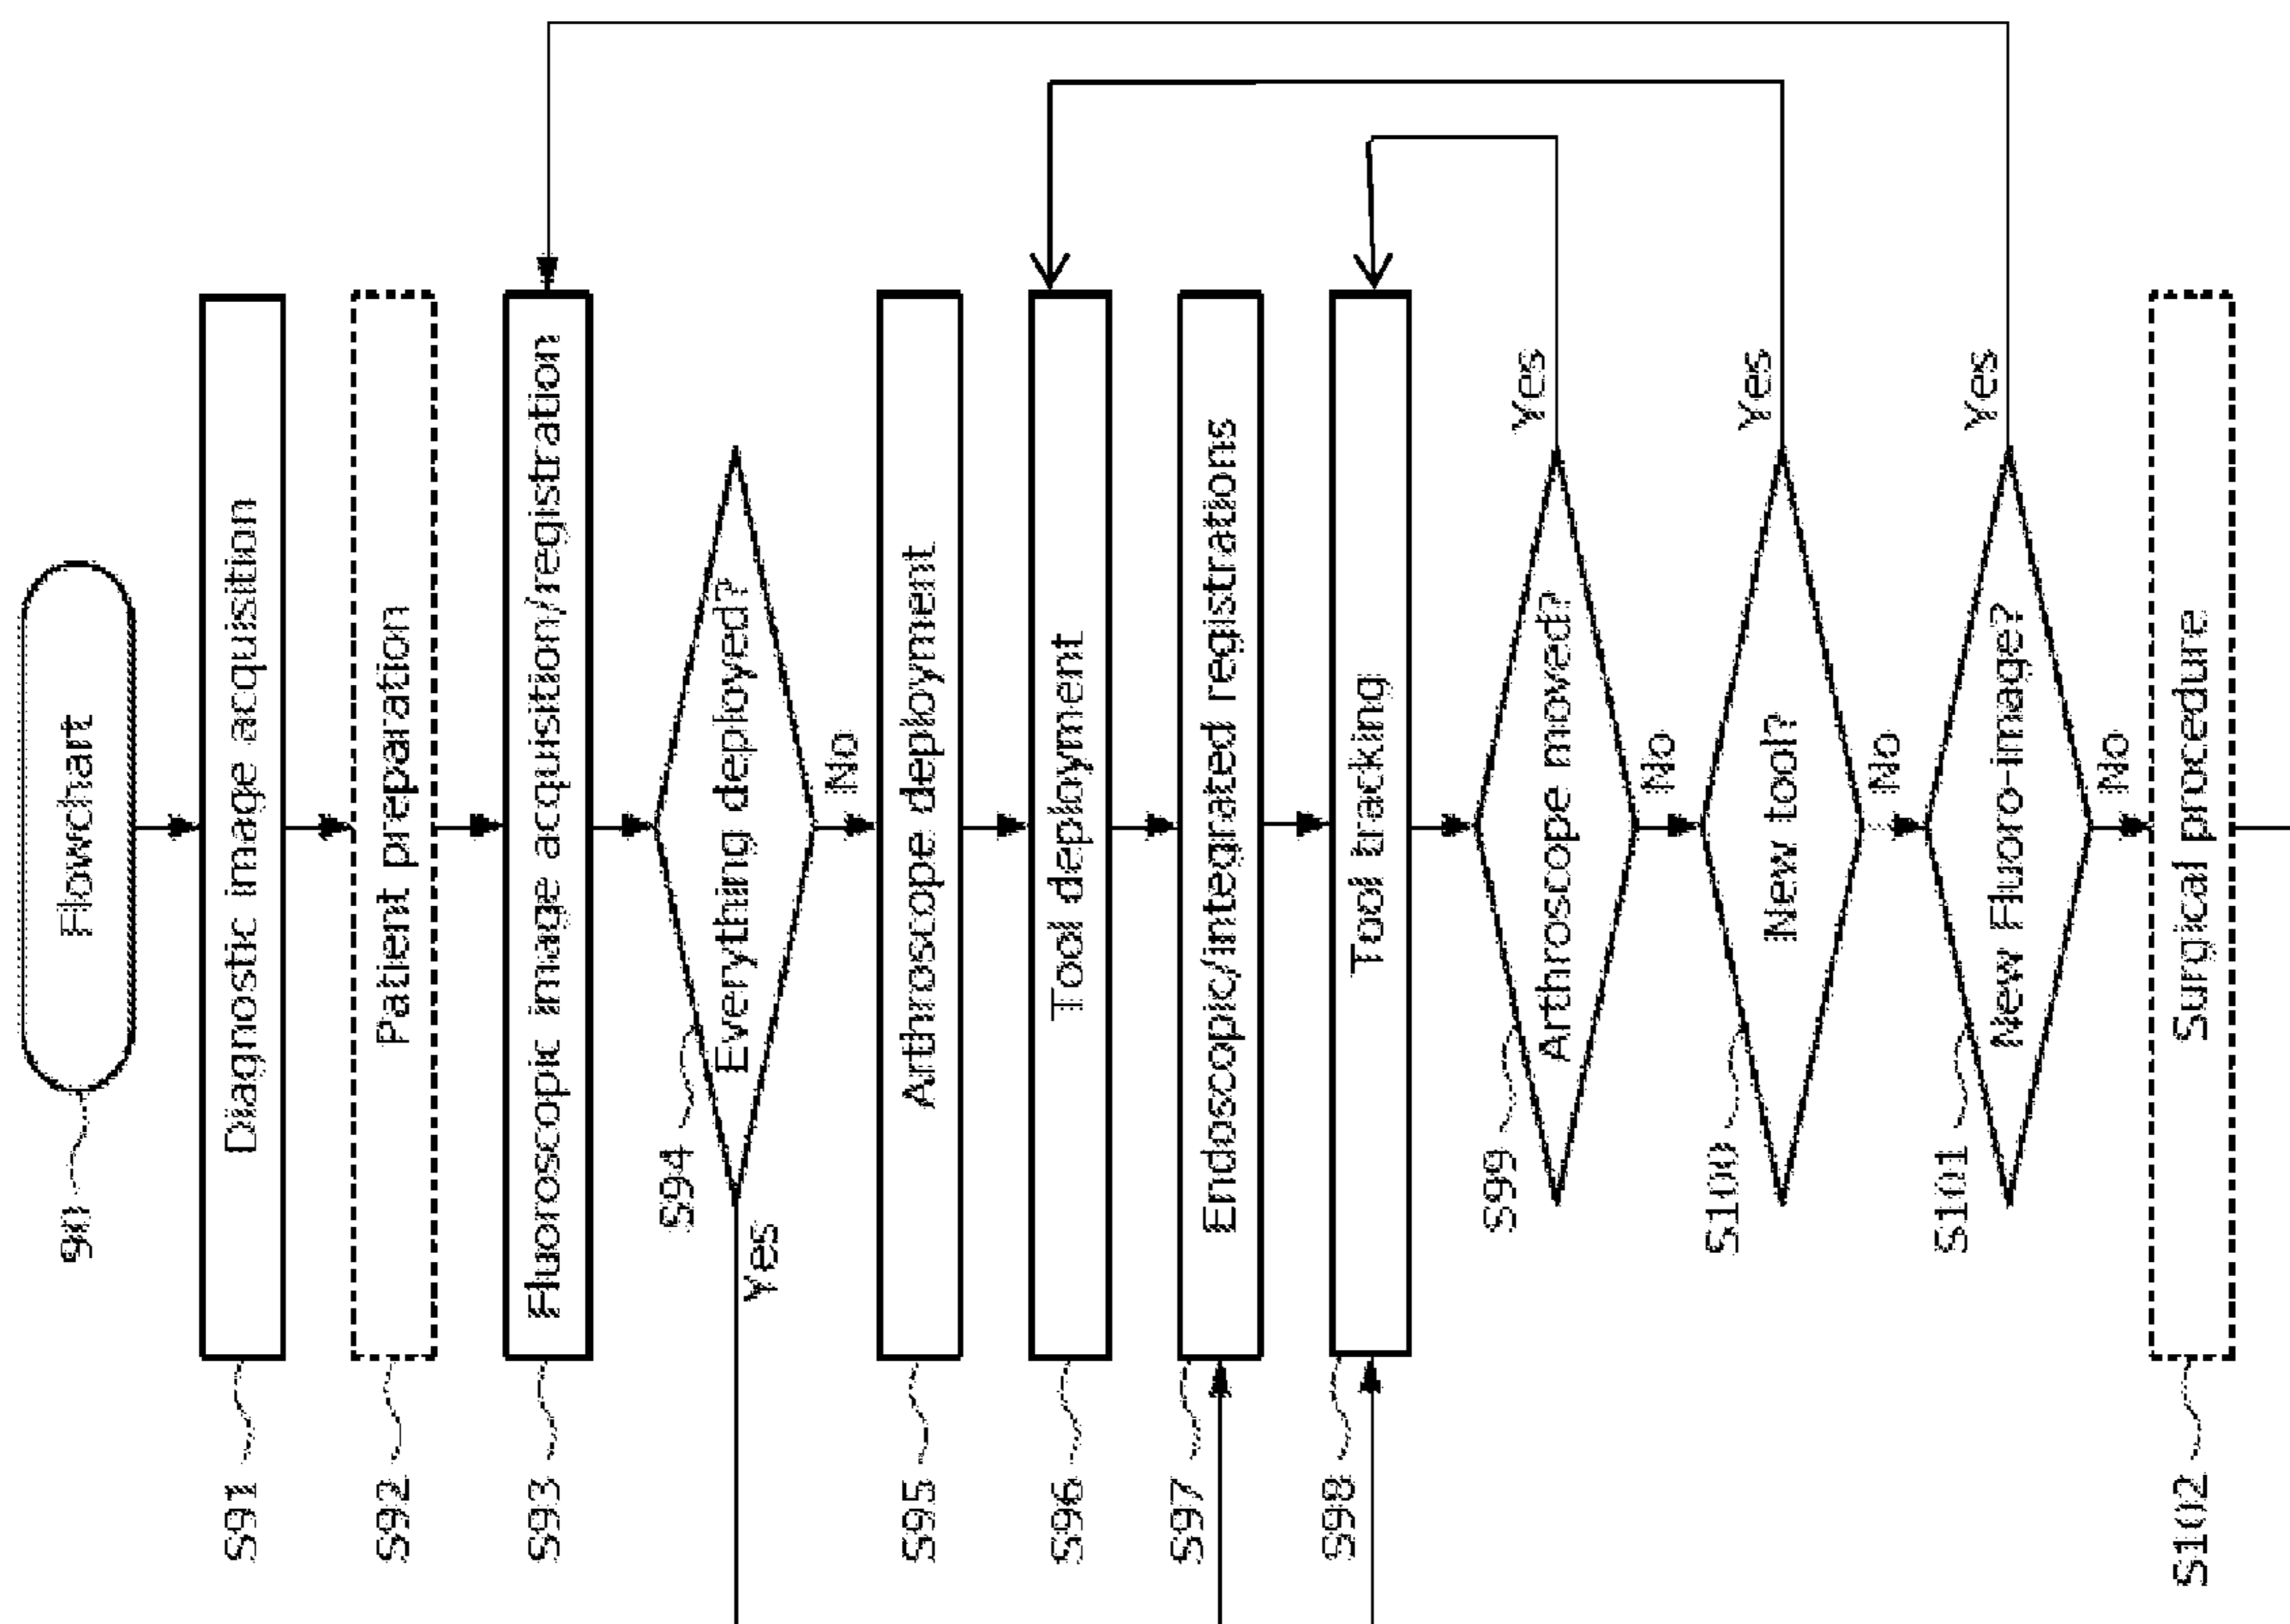 Flowchart
90
Diagnostic image acquisition
S91
Patient preparation
S92
Fluoroscopic image acquisition/registration
S93
Everything deployed?
S94
Yes
No
Arthroscope deployment
S95
Tool deployment
S96
Endoscopic/integrated registrations
S97
Tool tracking
S98
Arthroscope moved?
S99
Yes
No
New tool?
S100
Yes
No
New Fluoro-image?
S101
Yes
No
Surgical procedure
S102